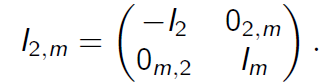 I_{2,m} = \begin{pmatrix} -I_2 & 0_{2,m} \\ 0_{m,2} & I_m \end{pmatrix}.